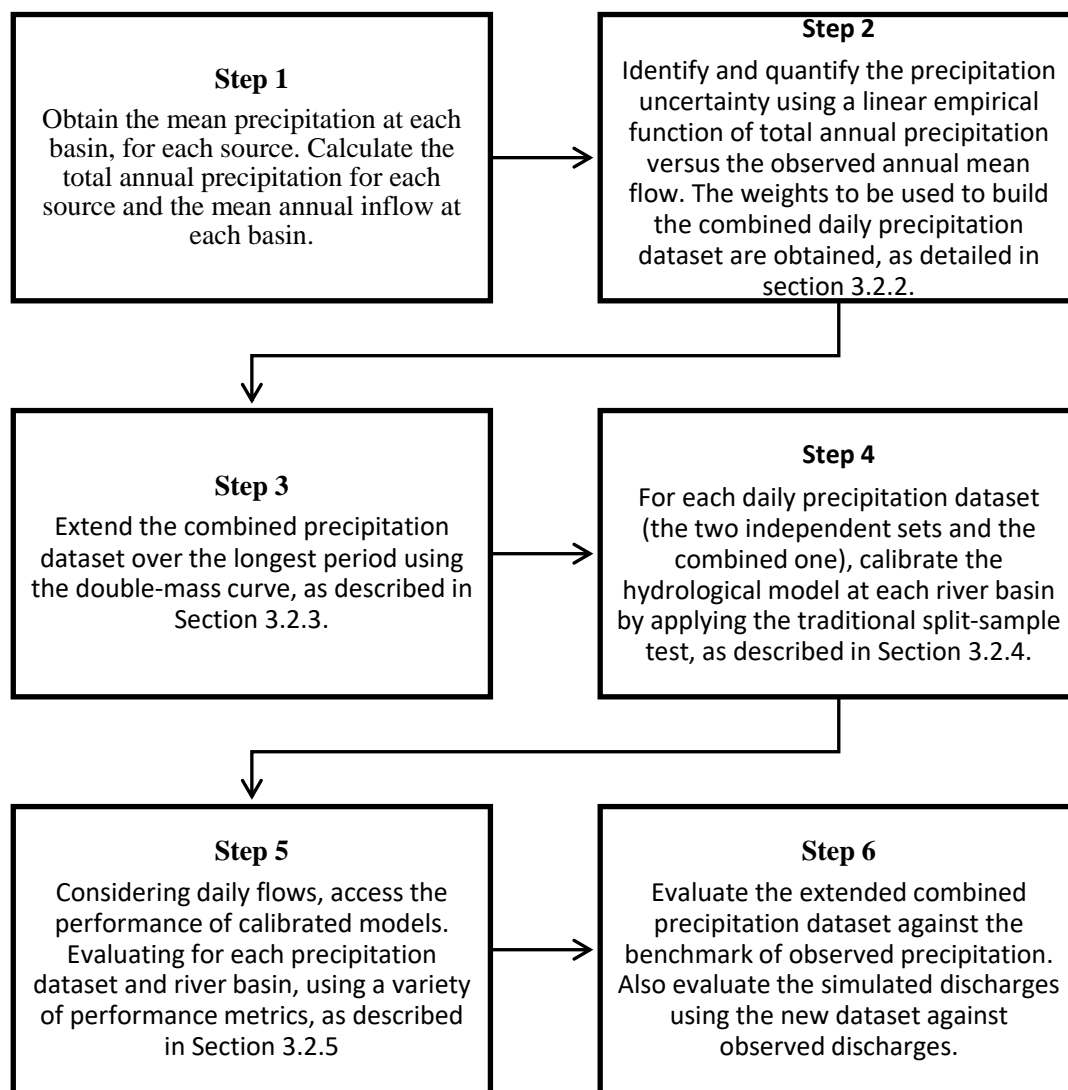 Step 1
Obtain the mean precipitation at each
basin, for each source. Calculate the
total annual precipitation for each
source and the mean annual inflow at
each basin.
Step 2
Identify and quantify the precipitation
uncertainty using a linear empirical
function of total annual precipitation
versus the observed annual mean
flow. The weights to be used to build
the combined daily precipitation
dataset are obtained, as detailed in
section 3.2.2.
Step 3
Extend the combined precipitation
dataset over the longest period using
the double-mass curve, as described in
Section 3.2.3.
Step 4
For each daily precipitation dataset
(the two independent sets and the
combined one), calibrate the
hydrological model at each river basin
by applying the traditional split-sample
test, as described in Section 3.2.4.
Step 5
Considering daily flows, access the
performance of calibrated models.
Evaluating for each precipitation
dataset and river basin, using a variety
of performance metrics, as described
in Section 3.2.5
Step 6
Evaluate the extended combined
precipitation dataset against the
benchmark of observed precipitation.
Also evaluate the simulated discharges
using the new dataset against
observed discharges.